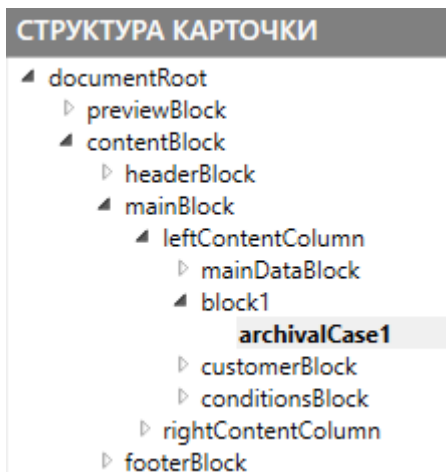 СТРУКТУРА КАРТОЧКИ
documentRoot
previewBlock
contentBlock
headerBlock
mainBlock
leftContentColumn
mainDataBlock
block1
archivalCase1
customerBlock
conditionsBlock
rightContentColumn
footerBlock